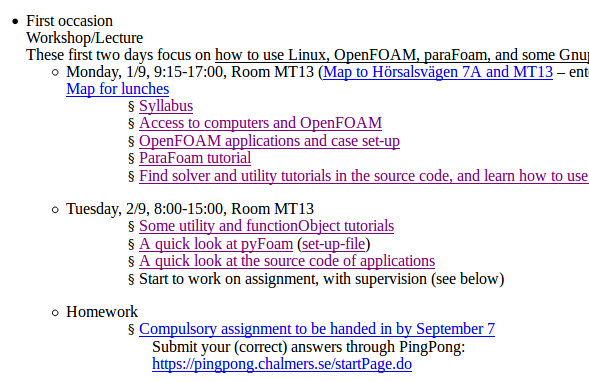 • First occasion
Workshop/Lecture
These first two days focus on how to use Linux, OpenFOAM, paraFoam, and some Gnu
○ Monday, 1/9, 9:15-17:00, Room MT13 (Map to Hörsalsvägen 7A and MT13 – ent
Map for lunches
§ Syllabus
§ Access to computers and OpenFOAM
§ OpenFOAM applications and case set-up
§ ParaFoam tutorial
§ Find solver and utility tutorials in the source code, and learn how to use
○ Tuesday, 2/9, 8:00-15:00, Room MT13
§ Some utility and functionObject tutorials
§ A quick look at pyFoam (set-up-file)
§ A quick look at the source code of applications
§ Start to work on assignment, with supervision (see below)
○ Homework
§ Compulsory assignment to be handed in by September 7
Submit your (correct) answers through PingPong:
https://pingpong.chalmers.se/startPage.do